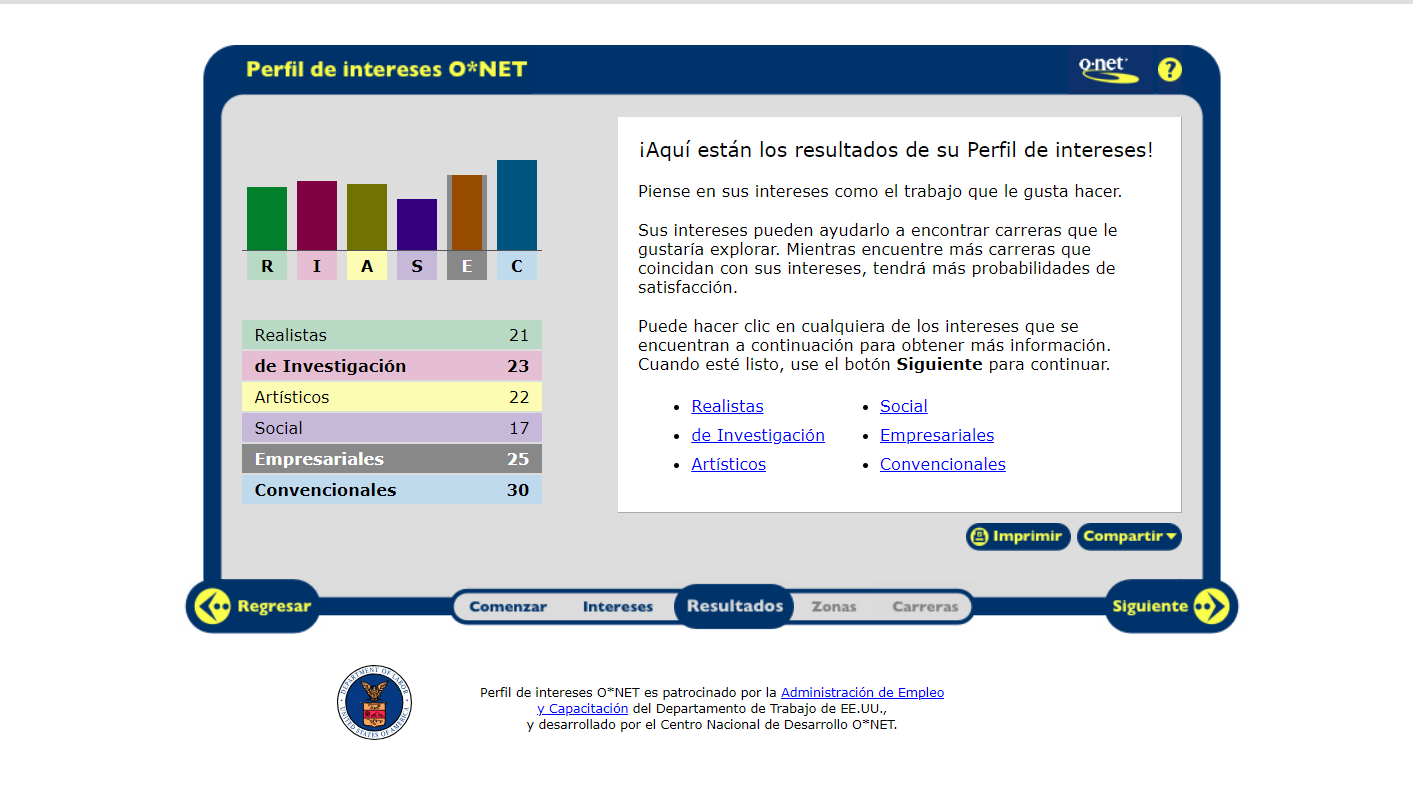 Perfil de intereses O*NET
o·net
?
R I A S E C
Realistas 21
de Investigación 23
Artísticos 22
Social 17
Empresariales 25
Convencionales 30
¡Aquí están los resultados de su Perfil de intereses!
Piense en sus intereses como el trabajo que le gusta hacer.
Sus intereses pueden ayudarlo a encontrar carreras que le
gustaría explorar. Mientras encuentre más carreras que
coincidan con sus intereses, tendrá más probabilidades de
satisfacción.
Puede hacer clic en cualquiera de los intereses que se
encuentran a continuación para obtener más información.
Cuando esté listo, use el botón Siguiente para continuar.
• Realistas
• de Investigación
• Artísticos
• Social
• Empresariales
• Convencionales
Imprimir Compartir
Regresar Comenzar Intereses Resultados Zonas Carreras Siguiente
DEPARTMENT OF LABOR
UNITED STATES OF AMERICA
Perfil de intereses O*NET es patrocinado por la Administración de Empleo
y Capacitación del Departamento de Trabajo de EE.UU.,
y desarrollado por el Centro Nacional de Desarrollo O*NET.